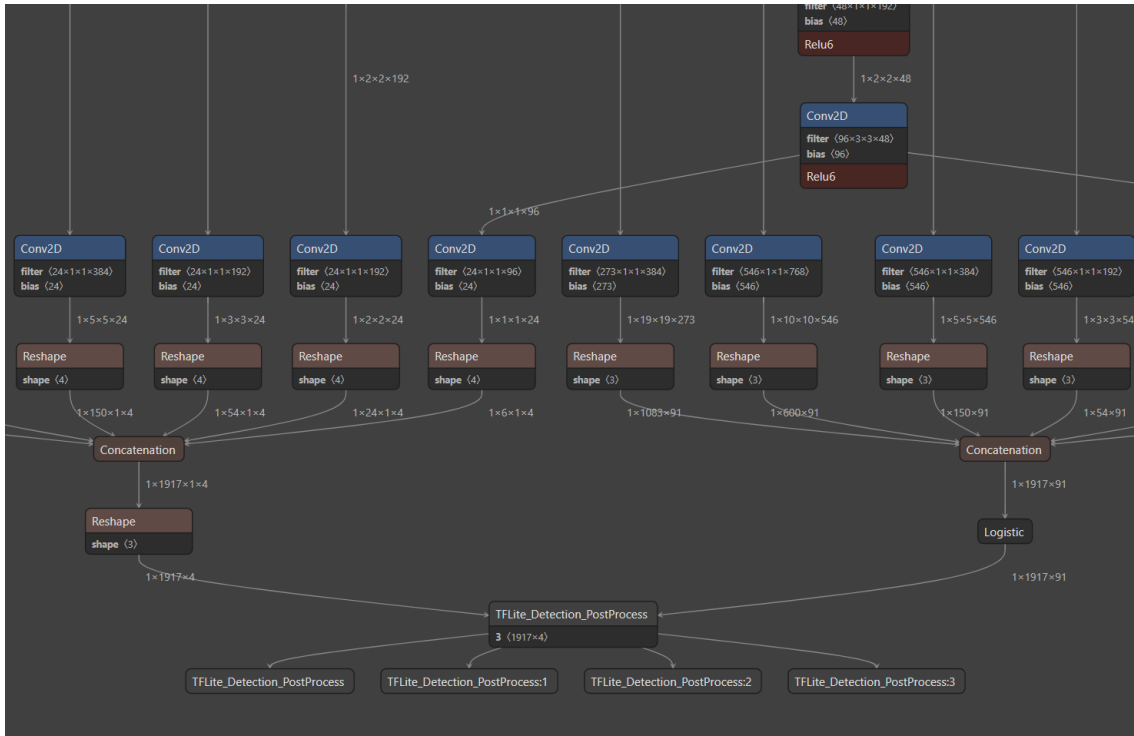 filter ⟨48×1×1×192⟩
bias ⟨48⟩
Relu6
1×2×2×192
1×2×2×48
Conv2D
filter ⟨96×3×3×48⟩
bias ⟨96⟩
Relu6
1×1×1×96
Conv2D
filter ⟨24×1×1×384⟩
bias ⟨24⟩
Conv2D
filter ⟨24×1×1×192⟩
bias ⟨24⟩
Conv2D
filter ⟨24×1×1×192⟩
bias ⟨24⟩
Conv2D
filter ⟨24×1×1×96⟩
bias ⟨24⟩
Conv2D
filter ⟨273×1×1×384⟩
bias ⟨273⟩
Conv2D
filter ⟨546×1×1×768⟩
bias ⟨546⟩
Conv2D
filter ⟨546×1×1×384⟩
bias ⟨546⟩
Conv2D
filter ⟨546×1×1×192⟩
bias ⟨546⟩
1×5×5×24
1×3×3×24
1×2×2×24
1×1×1×24
1×19×19×273
1×10×10×546
1×5×5×546
1×3×3×54
Reshape
shape ⟨4⟩
Reshape
shape ⟨4⟩
Reshape
shape ⟨4⟩
Reshape
shape ⟨4⟩
Reshape
shape ⟨3⟩
Reshape
shape ⟨3⟩
Reshape
shape ⟨3⟩
Reshape
shape ⟨3⟩
1×150×1×4
1×54×1×4
1×24×1×4
1×6×1×4
1×1083×91
1×600×91
1×150×91
1×54×91
Concatenation
Concatenation
1×1917×1×4
1×1917×91
Reshape
shape ⟨3⟩
Logistic
1×1917×4
1×1917×91
TFLite_Detection_PostProcess
3 ⟨1917×4⟩
TFLite_Detection_PostProcess
TFLite_Detection_PostProcess:1
TFLite_Detection_PostProcess:2
TFLite_Detection_PostProcess:3